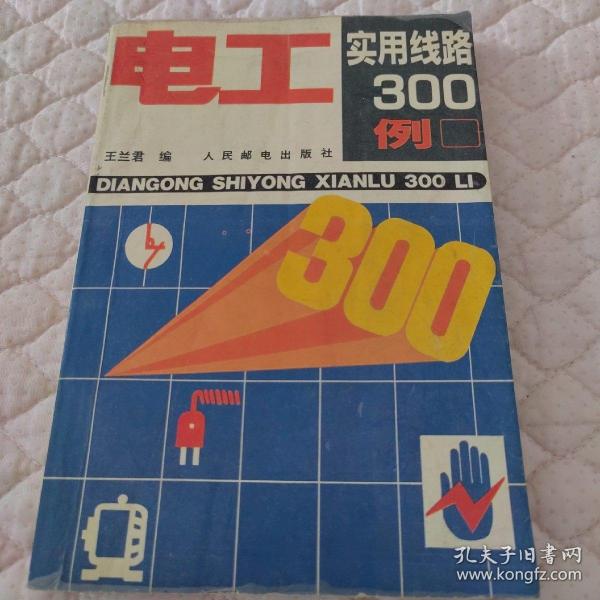 电工
实用线路
300
例
王兰君 编 人民邮电出版社
DIANGONG SHIYONG XIANLU 300 LI
300
孔夫子旧书网
www.kongfz.com